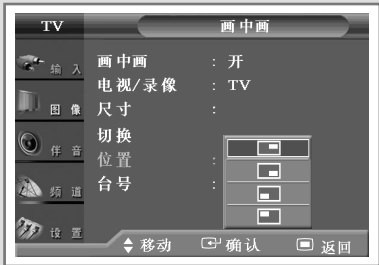 TV 画中画
输入
图像
伴音
频道
设置
画中画 : 开
电视/录像 : TV
尺寸 :
切换
位置 :
台号 :
移动 确认 返回